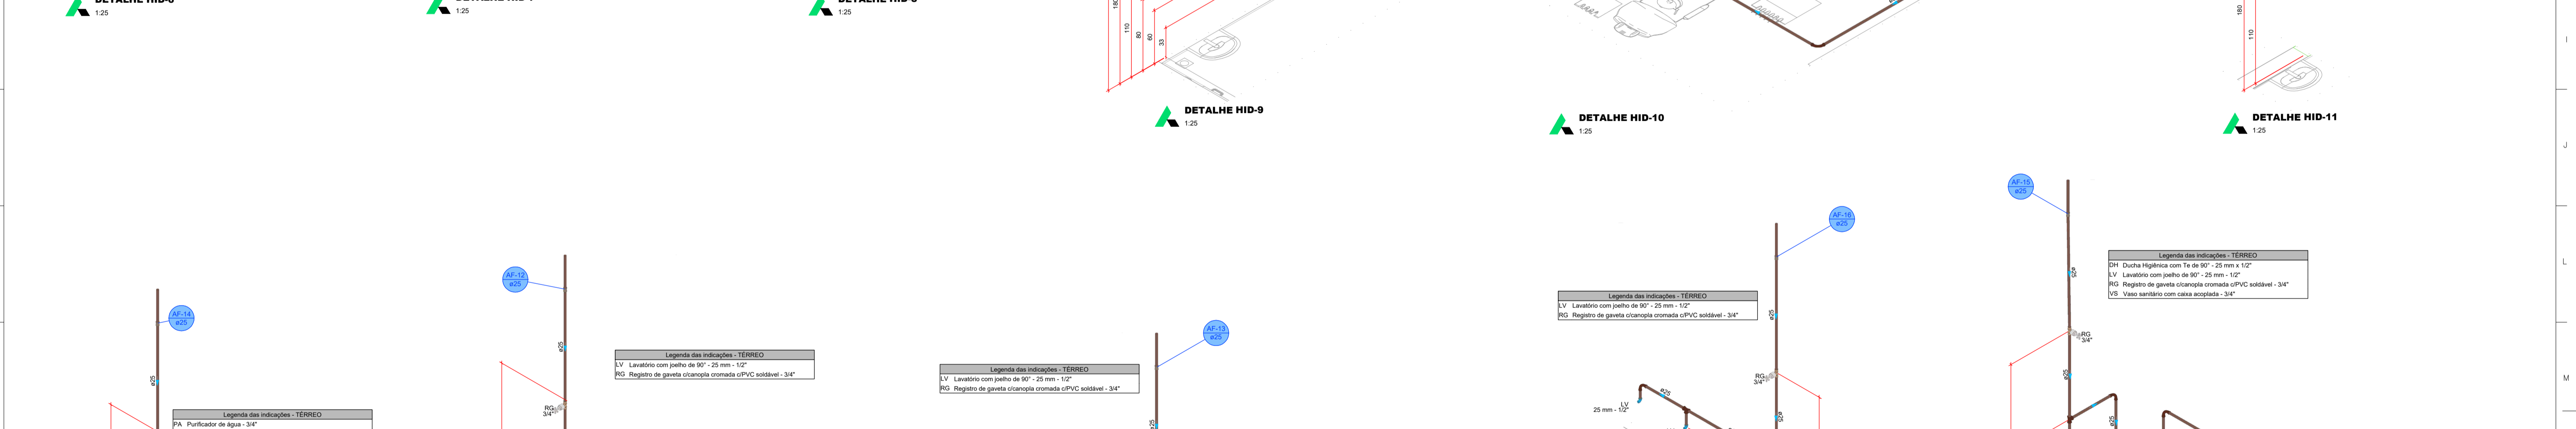 1:25
1:25
1:25
180
110
80
60
33
180
110
I
DETALHE HID-9
1:25
DETALHE HID-10
1:25
DETALHE HID-11
1:25
J
AF-15
ø25
AF-16
ø25
L
Legenda das indicações - TÉRREO
DH Ducha Higiênica com Te de 90° - 25 mm x 1/2"
LV Lavatório com joelho de 90° - 25 mm - 1/2"
RG Registro de gaveta c/canopla cromada c/PVC soldável - 3/4"
VS Vaso sanitário com caixa acoplada - 3/4"
ø25
AF-12
ø25
Legenda das indicações - TÉRREO
LV Lavatório com joelho de 90° - 25 mm - 1/2"
RG Registro de gaveta c/canopla cromada c/PVC soldável - 3/4"
ø25
AF-14
ø25
AF-13
ø25
RG
3/4"
ø25
Legenda das indicações - TÉRREO
LV Lavatório com joelho de 90° - 25 mm - 1/2"
RG Registro de gaveta c/canopla cromada c/PVC soldável - 3/4"
Legenda das indicações - TÉRREO
LV Lavatório com joelho de 90° - 25 mm - 1/2"
RG Registro de gaveta c/canopla cromada c/PVC soldável - 3/4"
ø25
RG
3/4"
ø25
M
ø25
LV
25 mm - 1/2"
RG
3/4"
Legenda das indicações - TÉRREO
PA Purificador de água - 3/4"
ø25
ø25
ø25